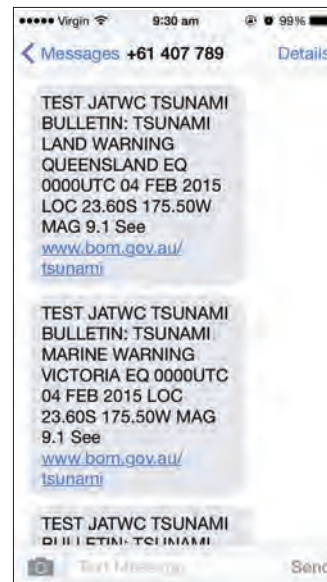 Virgin 9:30 am 99%
Messages +61 407 789 Details
TEST JATWC TSUNAMI
BULLETIN: TSUNAMI
LAND WARNING
QUEENSLAND EQ
0000UTC 04 FEB 2015
LOC 23.60S 175.50W
MAG 9.1 See
www.bom.gov.au/
tsunami
TEST JATWC TSUNAMI
BULLETIN: TSUNAMI
MARINE WARNING
VICTORIA EQ 0000UTC
04 FEB 2015 LOC
23.60S 175.50W MAG
9.1 See
www.bom.gov.au/
tsunami
TEST JATWC TSUNAMI
BULLETIN: TSUNAMI
Text Message Send